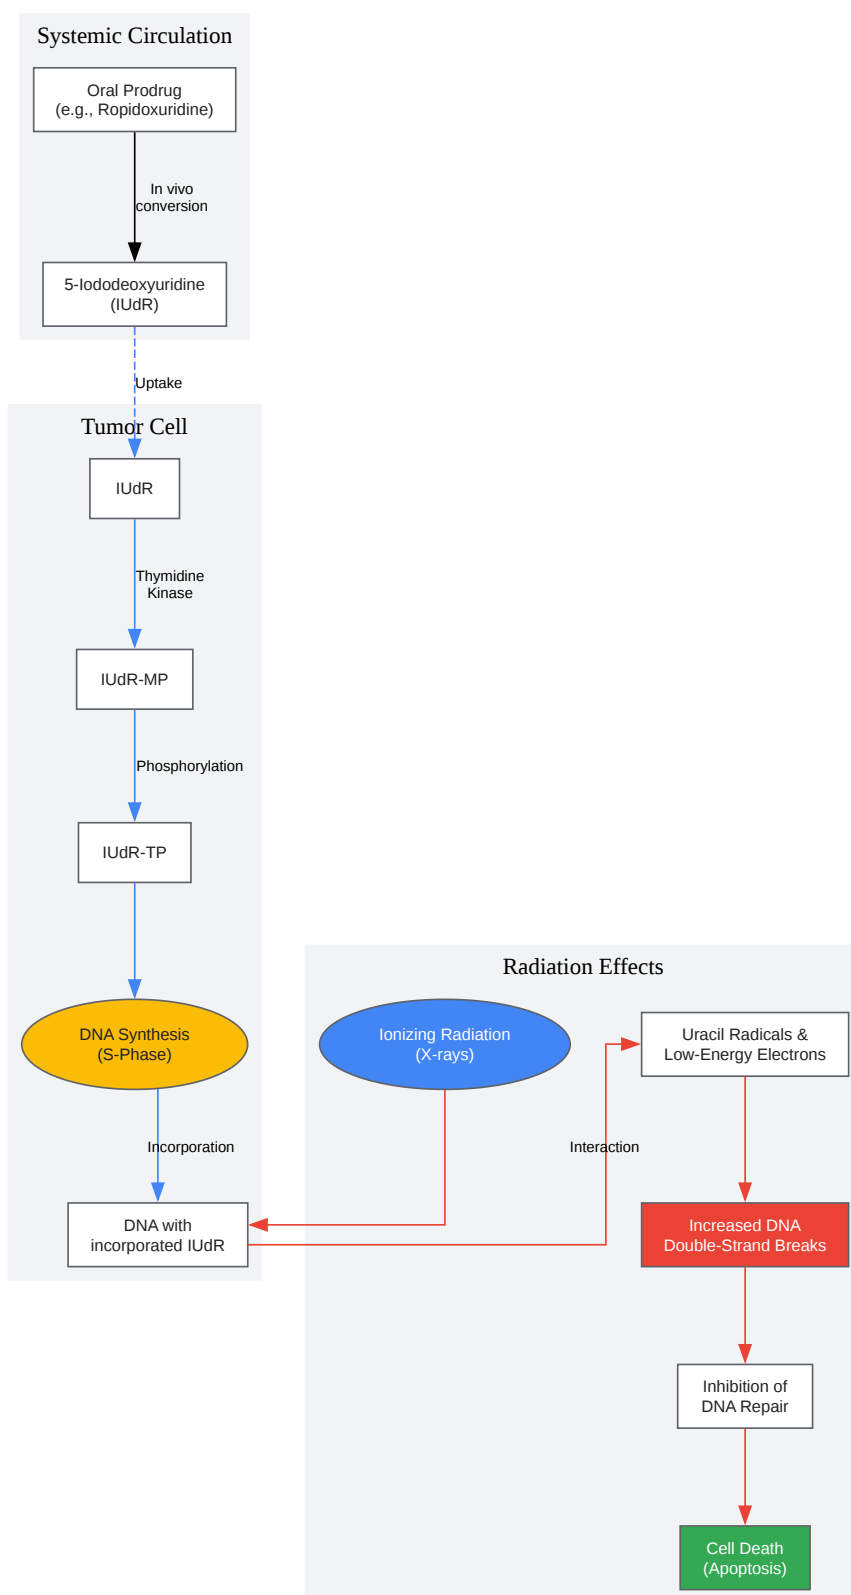 Systemic Circulation
Oral Prodrug
(e.g., Ropidoxuridine)
In vivo
conversion
5-Iododeoxyuridine
(IUdR)
Uptake
Tumor Cell
IUdR
Thymidine
Kinase
IUdR-MP
Phosphorylation
IUdR-TP
DNA Synthesis
(S-Phase)
Incorporation
DNA with
incorporated IUdR
Radiation Effects
Ionizing Radiation
(X-rays)
Interaction
Uracil Radicals &
Low-Energy Electrons
Increased DNA
Double-Strand Breaks
Inhibition of
DNA Repair
Cell Death
(Apoptosis)